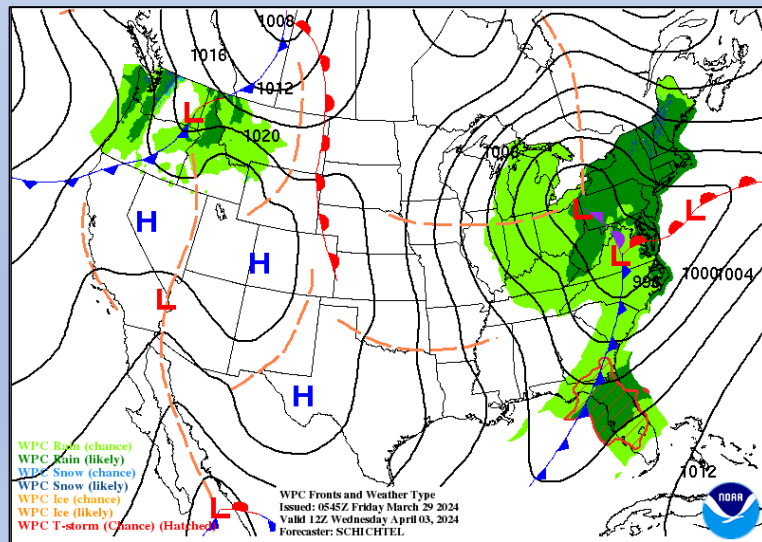 1008
1016
1012
L
1020
1008
H
H
L
L
L
996
1000
1004
L
H
WPC Rain (chance)
WPC Rain (likely)
WPC Snow (chance)
WPC Snow (likely)
WPC Ice (chance)
WPC Ice (likely)
WPC T-storm (Chance) (Hatched)
L
WPC Fronts and Weather Type
Issued: 0545Z Friday March 29 2024
Valid 12Z Wednesday April 03, 2024
Forecaster: SCHICHTEL
1012
NOAA